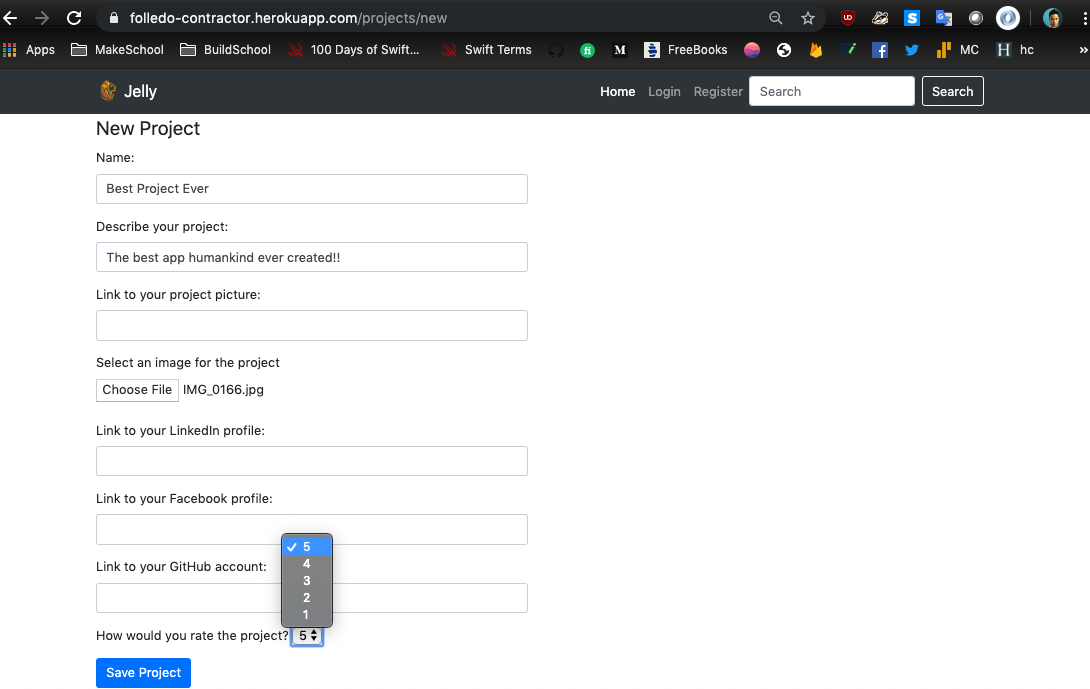 folledo-contractor.herokuapp.com/projects/new
Apps MakeSchool BuildSchool 100 Days of Swift... Swift Terms FreeBooks MC hc »
Jelly Home Login Register Search Search
New Project
Name:
Best Project Ever
Describe your project:
The best app humankind ever created!!
Link to your project picture:
Select an image for the project
Choose File IMG_0166.jpg
Link to your LinkedIn profile:
Link to your Facebook profile:
5
4
Link to your GitHub account:
3
2
1
How would you rate the project? 5
Save Project